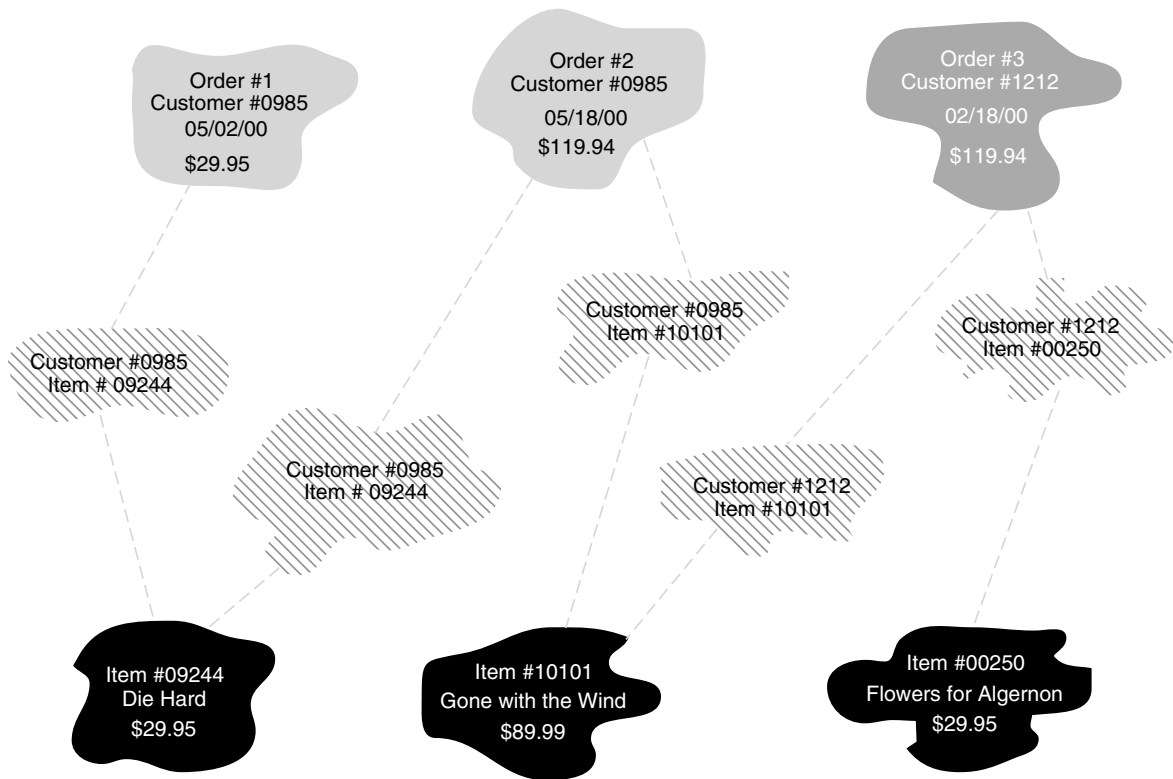 Order #1
Customer #0985
05/02/00
$29.95
Order #2
Customer #0985
05/18/00
$119.94
Order #3
Customer #1212
02/18/00
$119.94
Customer #0985
Item # 09244
Customer #0985
Item # 09244
Customer #0985
Item #10101
Customer #1212
Item #10101
Customer #1212
Item #00250
Item #09244
Die Hard
$29.95
Item #10101
Gone with the Wind
$89.99
Item #00250
Flowers for Algernon
$29.95